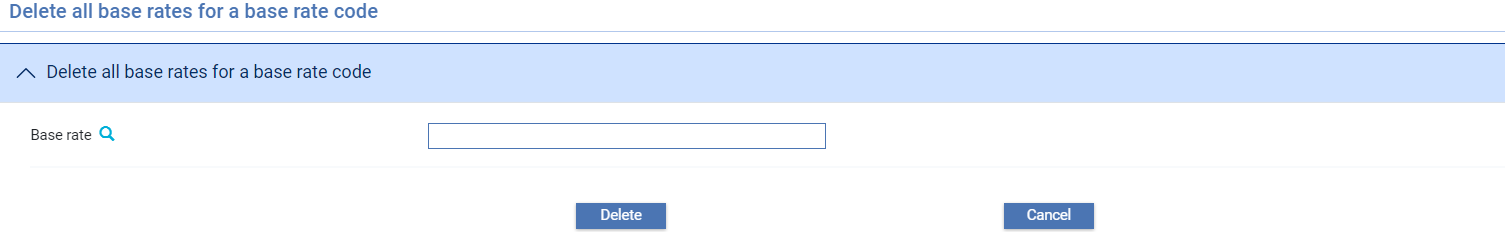 Delete all base rates for a base rate code
Delete all base rates for a base rate code
Base rate
Delete Cancel